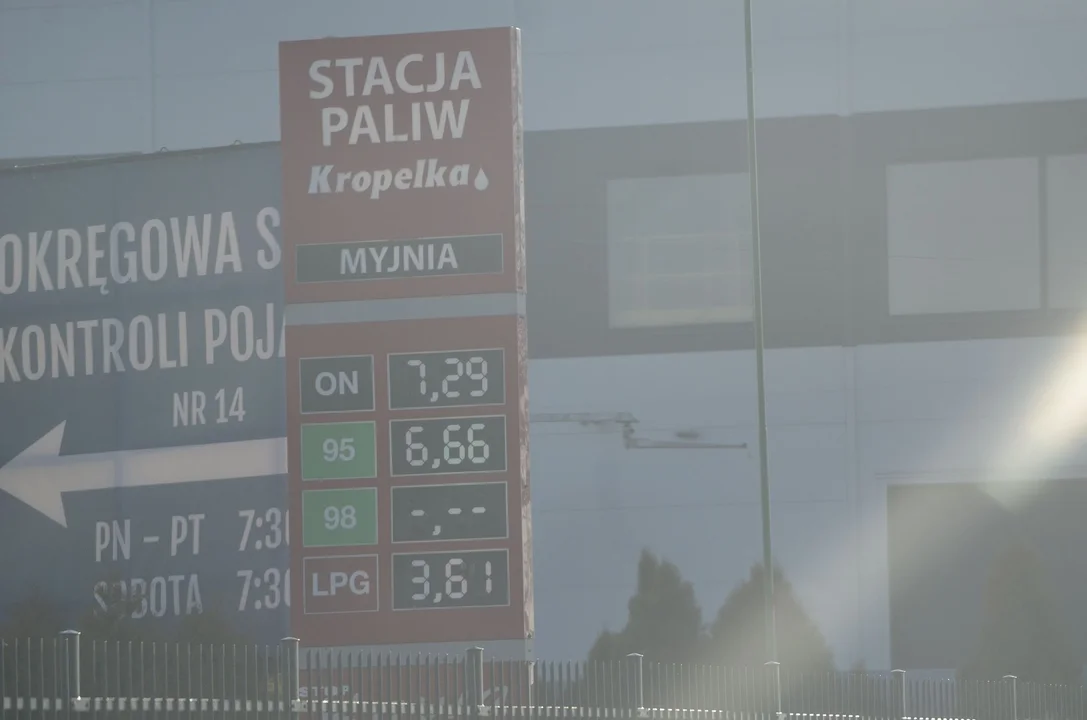 STACJA
PALIW
Kropelka
MYJNIA
ON 7,29
95 6,66
98 -,--
LPG 3,61
OKRĘGOWA S
KONTROLI POJA
NR 14
PN - PT 7:30
SOBOTA 7:30